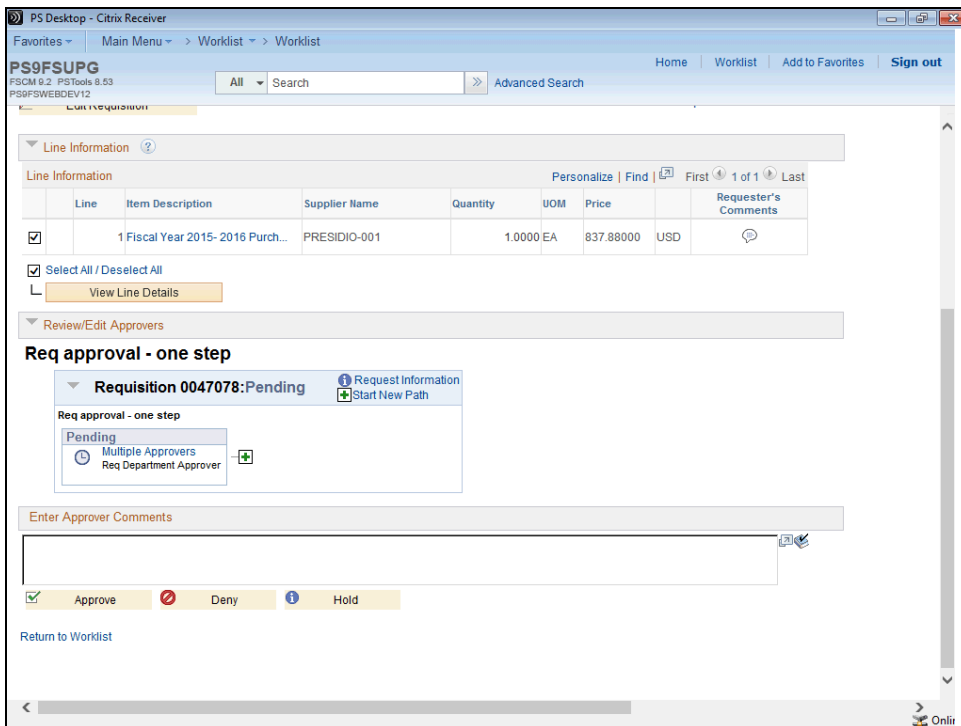 PS Desktop - Citrix Receiver
Favorites Main Menu > Worklist > Worklist
PS9FSUPG
FSCM 9.2 PSTools 8.53
PS9FSWEBDEV12
Home Worklist Add to Favorites Sign out
All Search Advanced Search
Edit Requisition
Line Information
Line Information Personalize | Find | First 1 of 1 Last
Line Item Description Supplier Name Quantity UOM Price Requester's Comments
1 Fiscal Year 2015- 2016 Purch... PRESIDIO-001 1.0000 EA 837.88000 USD
Select All / Deselect All
View Line Details
Review/Edit Approvers
Req approval - one step
Requisition 0047078:Pending Request Information
Start New Path
Req approval - one step
Pending
Multiple Approvers
Req Department Approver
Enter Approver Comments
Approve Deny Hold
Return to Worklist